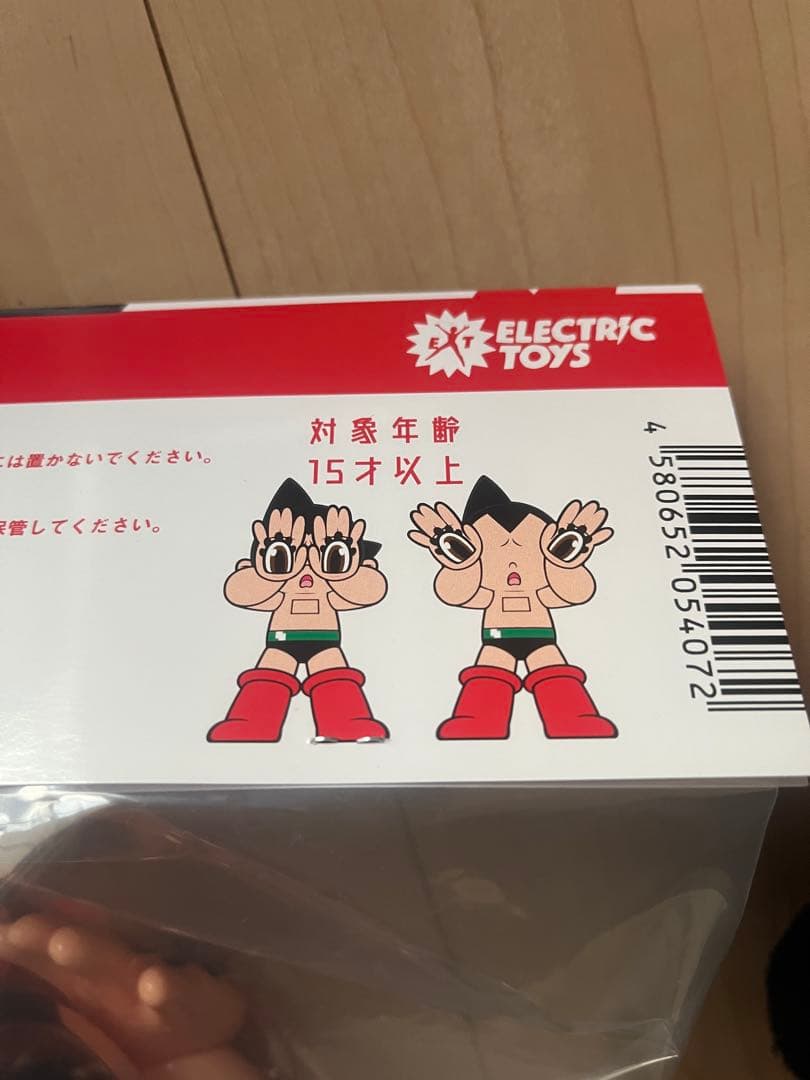 EXT ELECTRIC
TOYS
対象年齢
15才以上
は置かないでください。
管してください。
4 580652 054072